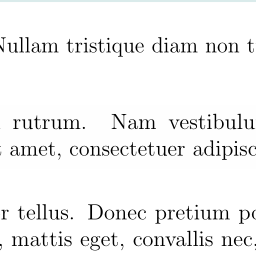 Nullam tristique diam non t
rutrum. Nam vestibulu
amet, consectetuer adipisc
r tellus. Donec pretium po
, mattis eget, convallis nec,